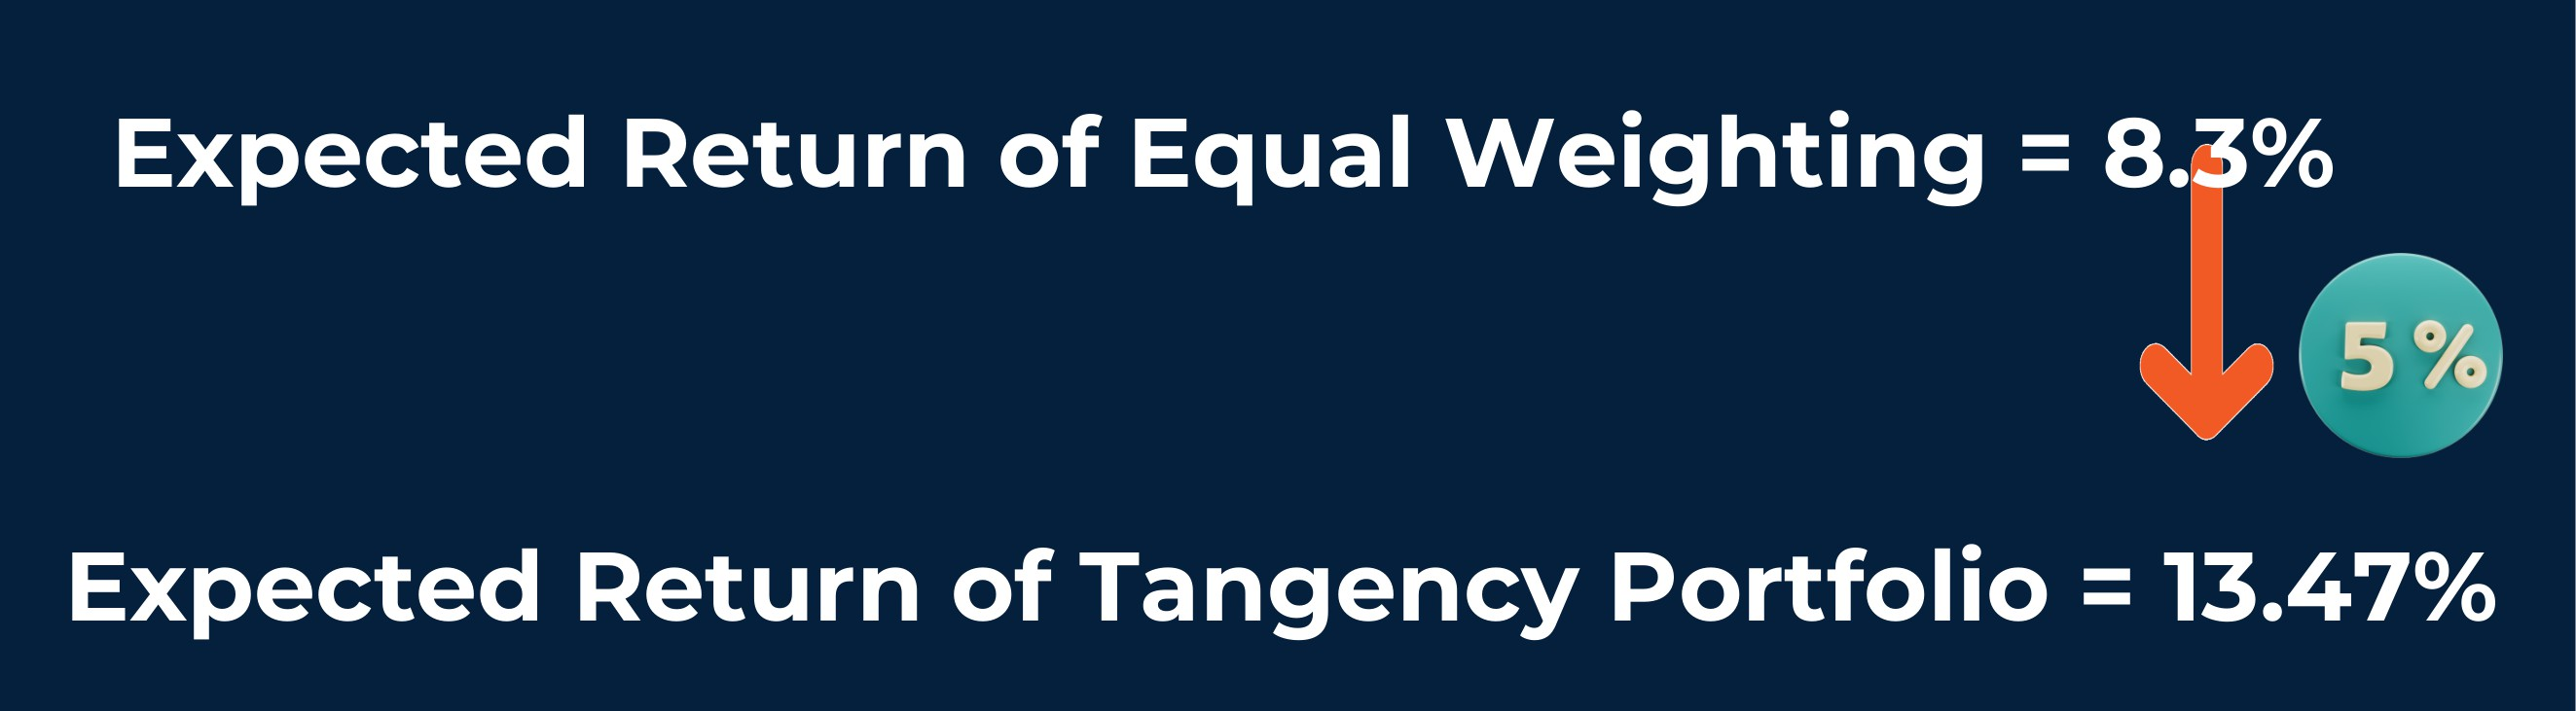 Expected Return of Equal Weighting = 8.3%
5%
Expected Return of Tangency Portfolio = 13.47%